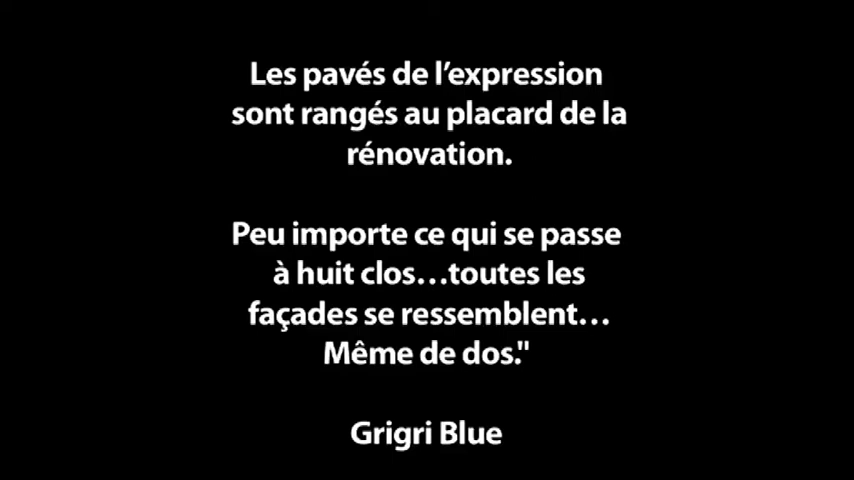 Les pavés de l’expression
sont rangés au placard de la
rénovation.
Peu importe ce qui se passe
à huit clos…toutes les
façades se ressemblent…
Même de dos."
Grigri Blue